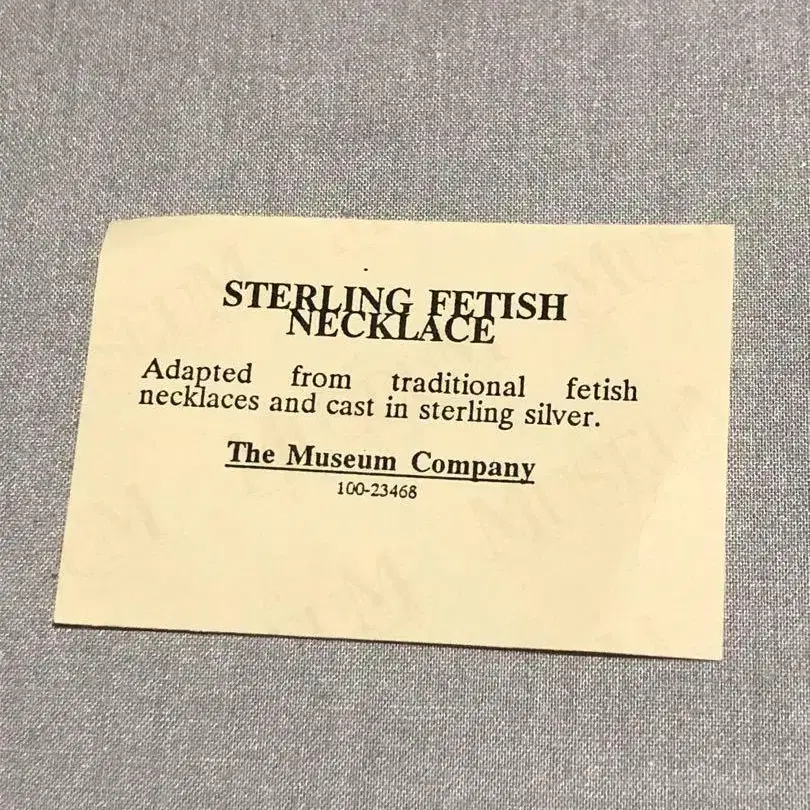 STERLING FETISH
NECKLACE
Adapted from traditional fetish
necklaces and cast in sterling silver.
The Museum Company
100-23468